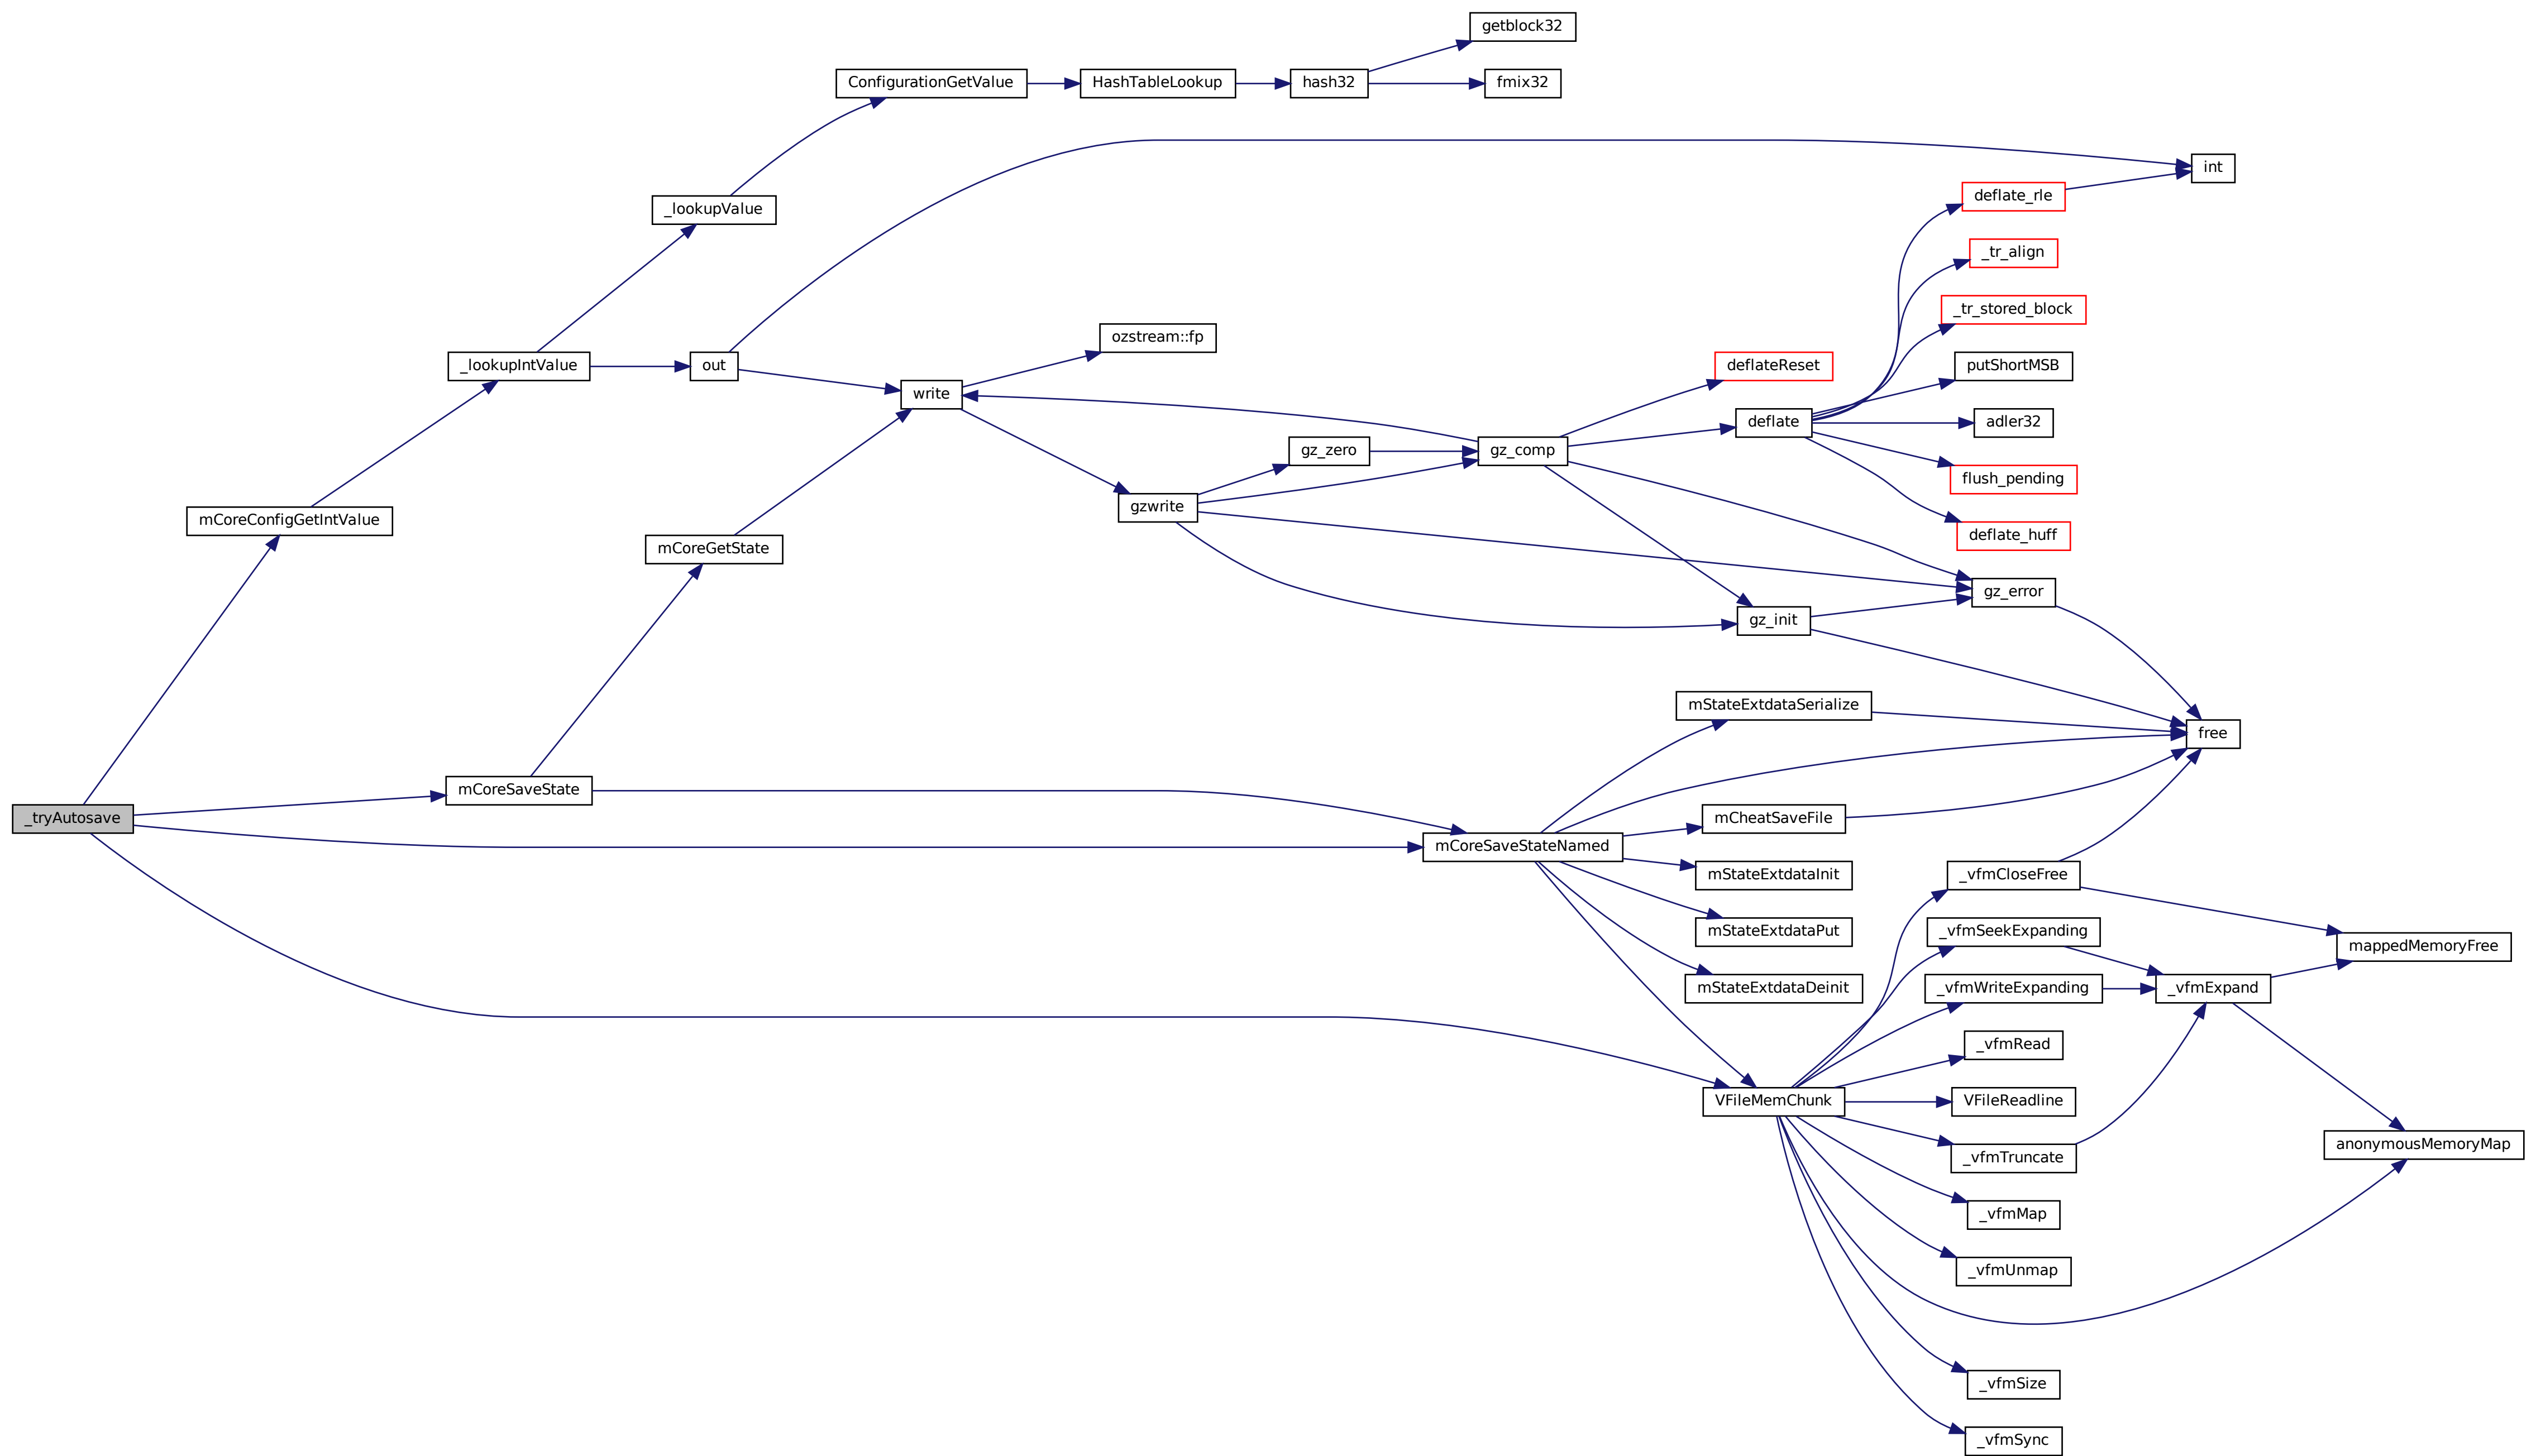 getblock32
ConfigurationGetValue
HashTableLookup
hash32
fmix32
int
deflate_rle
_lookupValue
_tr_align
_tr_stored_block
ozstream::fp
_lookupIntValue
out
deflateReset
putShortMSB
write
deflate
adler32
gz_zero
gz_comp
flush_pending
gzwrite
mCoreConfigGetIntValue
deflate_huff
mCoreGetState
gz_error
gz_init
mStateExtdataSerialize
free
mCoreSaveState
_tryAutosave
mCheatSaveFile
mCoreSaveStateNamed
mStateExtdataInit
_vfmCloseFree
mStateExtdataPut
_vfmSeekExpanding
mappedMemoryFree
mStateExtdataDeinit
_vfmWriteExpanding
_vfmExpand
_vfmRead
VFileMemChunk
VFileReadline
anonymousMemoryMap
_vfmTruncate
_vfmMap
_vfmUnmap
_vfmSize
_vfmSync